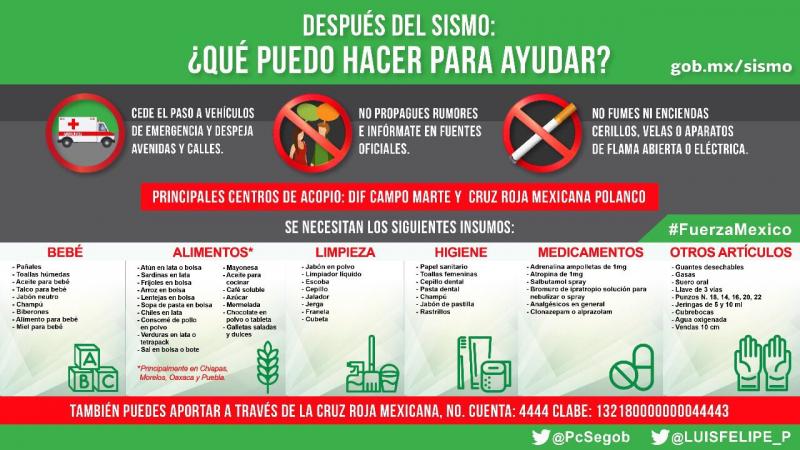 DESPUÉS DEL SISMO:
¿QUÉ PUEDO HACER PARA AYUDAR?
gob.mx/sismo
CEDE EL PASO A VEHÍCULOS
DE EMERGENCIA Y DESPEJA
AVENIDAS Y CALLES.
NO PROPAGUES RUMORES
E INFÓRMATE EN FUENTES
OFICIALES.
NO FUMES NI ENCIENDAS
CERILLOS, VELAS O APARATOS
DE FLAMA ABIERTA O ELÉCTRICA.
PRINCIPALES CENTROS DE ACOPIO: DIF CAMPO MARTE Y CRUZ ROJA MEXICANA POLANCO
SE NECESITAN LOS SIGUIENTES INSUMOS:
#FuerzaMexico
BEBÉ
- Pañales
- Toallas húmedas
- Aceite para bebé
- Talco para bebé
- Jabón neutro
- Champú
- Biberones
- Alimento para bebé
- Miel para bebé
ALIMENTOS*
- Atún en lata o bolsa
- Sardinas en lata
- Frijoles en bolsa
- Arroz en bolsa
- Lentejas en bolsa
- Sopa de pasta en bolsa
- Chiles en lata
- Consomé de pollo
en polvo
- Verduras en lata o
tetrapack
- Sal en bolsa o bote
- Mayonesa
- Aceite para
cocinar
- Café soluble
- Azúcar
- Mermelada
- Chocolate en
polvo o tableta
- Galletas saladas
y dulces
*Principalmente en Chiapas,
Morelos, Oaxaca y Puebla.
LIMPIEZA
- Jabón en polvo
- Limpiador líquido
- Escoba
- Cepillo
- Jalador
- Jerga
- Franela
- Cubeta
HIGIENE
- Papel sanitario
- Toallas femeninas
- Cepillo dental
- Pasta dental
- Champú
- Jabón de pastilla
- Rastrillos
MEDICAMENTOS
- Adrenalina ampolletas de 1mg
- Atropina de 1mg
- Salbutamol spray
- Bromuro de ipratropio solución para
nebulizar o spray
- Analgésicos en general
- Clonazepam o alprazolam
OTROS ARTÍCULOS
- Guantes desechables
- Gasas
- Suero oral
- Llave de 3 vías
- Punzos N. 18, 14, 16, 20, 22
- Jeringas de 5 y 10 ml
- Cubrebocas
- Agua oxigenada
- Vendas 10 cm
A
B C
TAMBIÉN PUEDES APORTAR A TRAVÉS DE LA CRUZ ROJA MEXICANA, NO. CUENTA: 4444 CLABE: 132180000000044443
@PcSegob
@LUISFELIPE_P